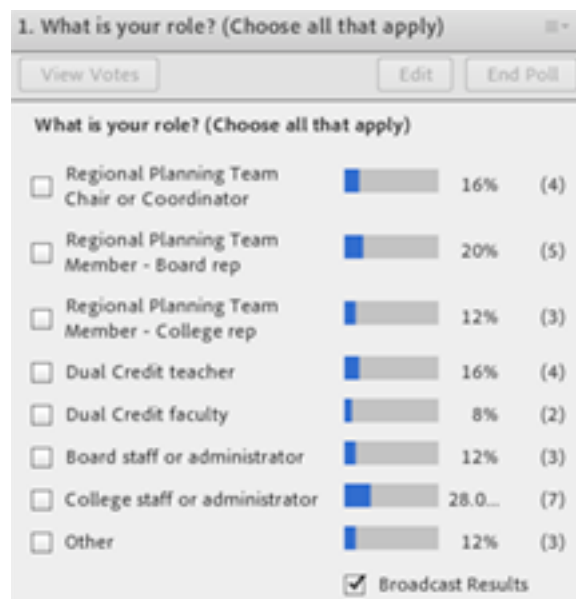 1. What is your role? (Choose all that apply)
View Votes Edit End Poll
What is your role? (Choose all that apply)
Regional Planning Team
Chair or Coordinator 16% (4)
Regional Planning Team
Member - Board rep 20% (5)
Regional Planning Team
Member - College rep 12% (3)
Dual Credit teacher 16% (4)
Dual Credit faculty 8% (2)
Board staff or administrator 12% (3)
College staff or administrator 28.0... (7)
Other 12% (3)
Broadcast Results